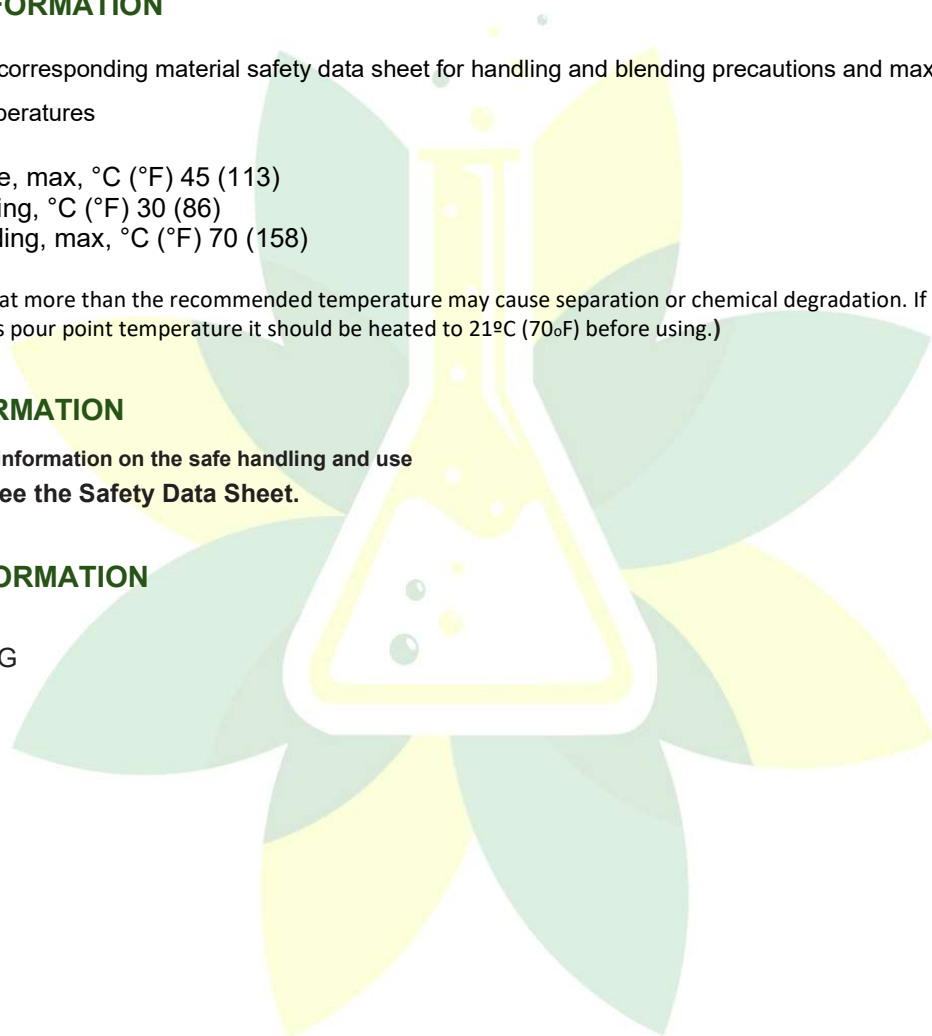 FORMATION
corresponding material safety data sheet for handling and blending precautions and max
peratures
e, max, °C (°F) 45 (113)
ing, °C (°F) 30 (86)
ding, max, °C (°F) 70 (158)
at more than the recommended temperature may cause separation or chemical degradation. If
s pour point temperature it should be heated to 21ºC (70oF) before using.)
RMATION
information on the safe handling and use
ee the Safety Data Sheet.
ORMATION
G